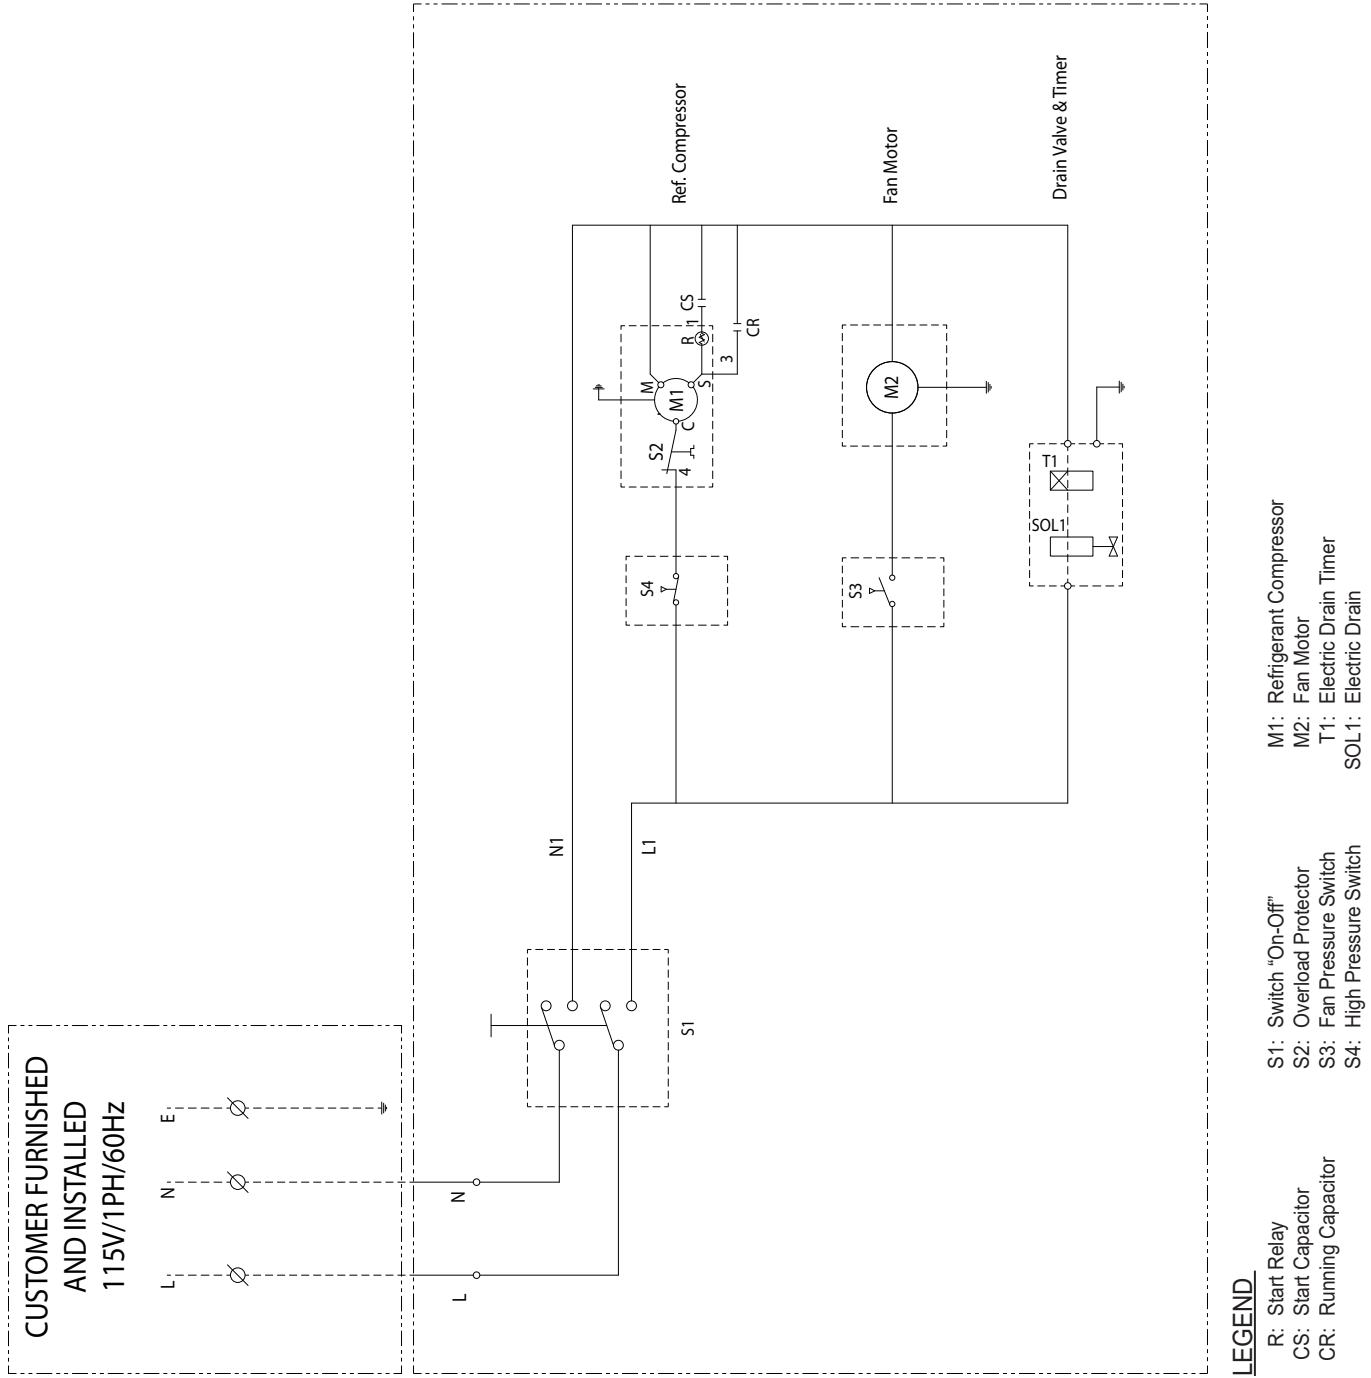 CUSTOMER FURNISHED
AND INSTALLED
115V/1PH/60Hz
L
N
E
L
N
S1
N1
L1
S4
S2
4
C
M1
M
S
R
1
CS
3
CR
Ref. Compressor
S3
M2
Fan Motor
SOL1
T1
Drain Valve & Timer
LEGEND
R: Start Relay
CS: Start Capacitor
CR: Running Capacitor
S1: Switch “On-Off”
S2: Overload Protector
S3: Fan Pressure Switch
S4: High Pressure Switch
M1: Refrigerant Compressor
M2: Fan Motor
T1: Electric Drain Timer
SOL1: Electric Drain